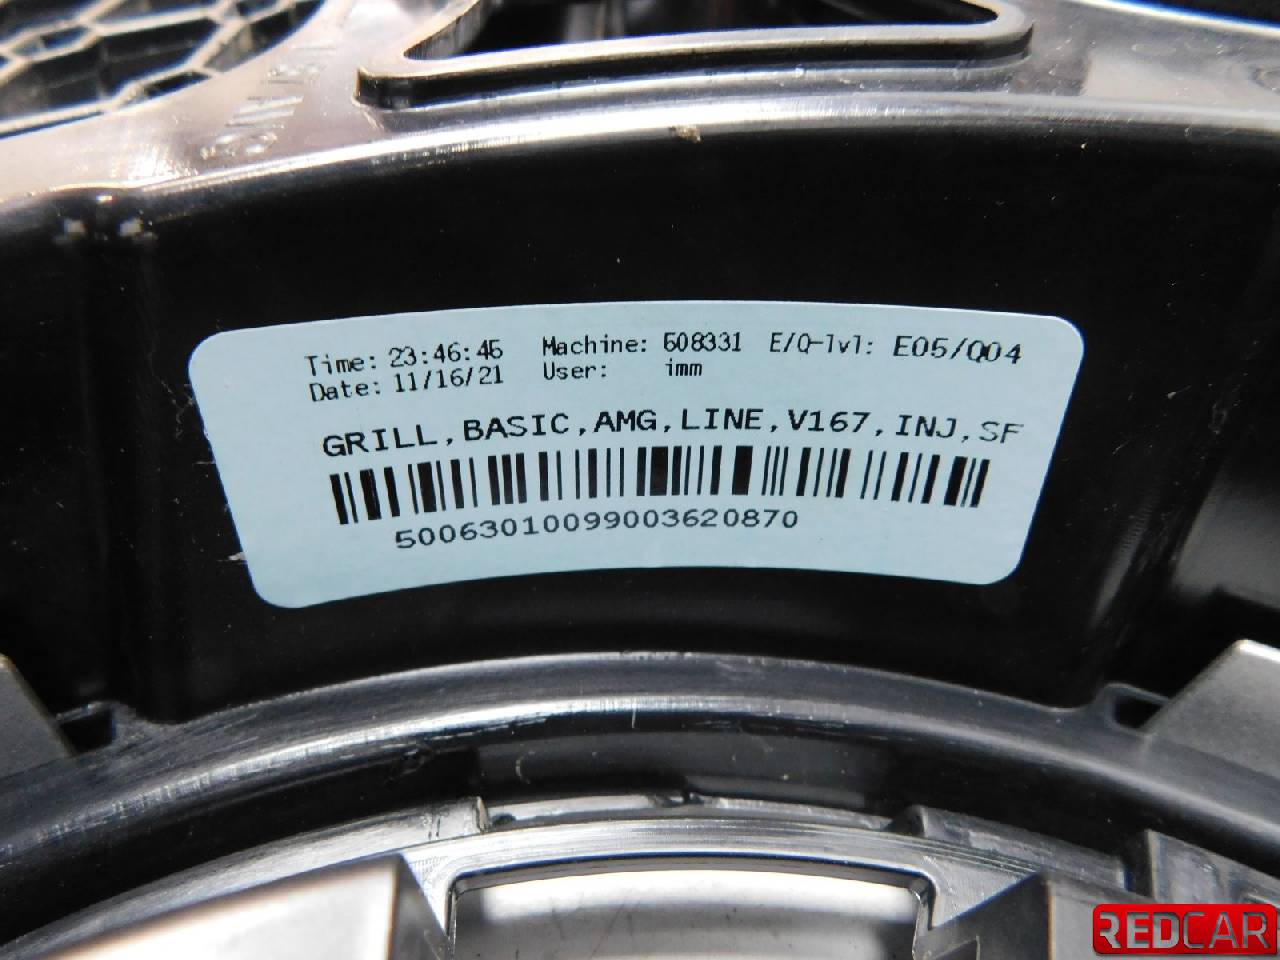 Time: 23:46:45 Machine: 508331 E/Q-lvl: E05/Q04
Date: 11/16/21 User: imm
GRILL,BASIC,AMG,LINE,V167,INJ,SF
50063010099003620870
REDCAR